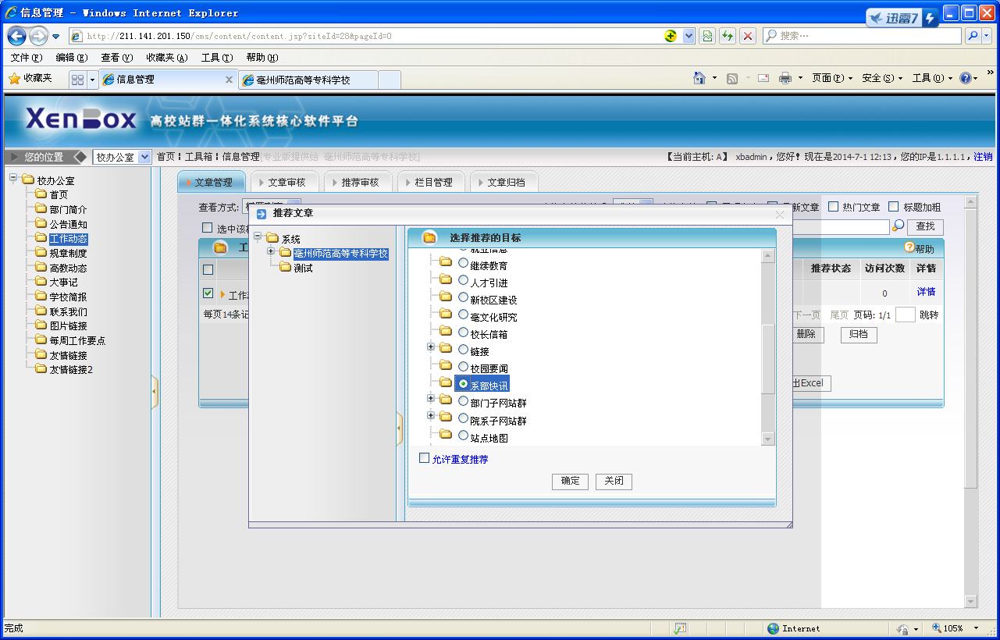 信息管理 - Windows Internet Explorer
迅雷7
http://211.141.201.150/cms/content/content.jsp?siteId=28&pageId=0
搜索…
文件(F) 编辑(E) 查看(V) 收藏夹(A) 工具(T) 帮助(H)
收藏夹 信息管理 亳州师范高等专科学校 页面(P) 安全(S) 工具(O)
XenBox 高校站群一体化系统核心软件平台
您的位置 校办公室 首页 工具箱 信息管理[专业版提供给 亳州师范高等专科学校] 【当前主机: A】 xbadmin，您好! 现在是2014-7-1 12:13，您的IP是1.1.1.1，注销
校办公室
首页
部门简介
公告通知
工作动态
规章制度
高教动态
大事记
学校简报
联系我们
图片链接
每周工作要点
友情链接
友情链接2
文章管理 文章审核 推荐审核 栏目管理 文章归档
查看方式: 新文章 热门文章 标题加粗
选中该 查找
工 帮助
推荐状态 访问次数 详情
工作 0 详情
每页14条记 下一页 尾页 页码: 1/1 跳转
删除 归档
出Excel
推荐文章
系统
亳州师范高等专科学校
测试
选择推荐的目标
就业信息
继续教育
人才引进
新校区建设
亳文化研究
校长信箱
链接
校园要闻
系部快讯
部门子网站群
院系子网站群
站点地图
允许重复推荐
确定 关闭
完成 Internet 105%